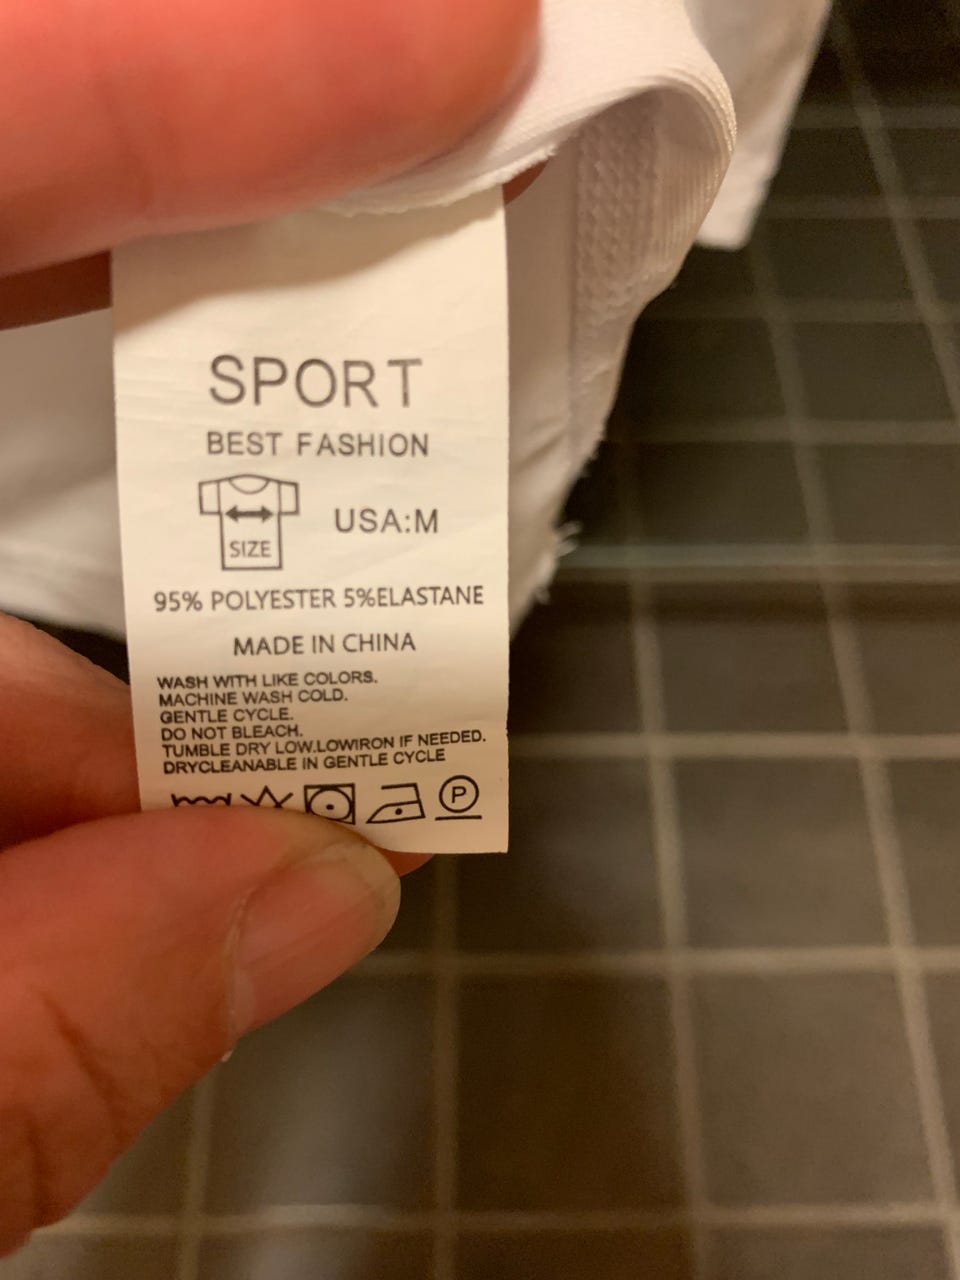 SPORT
BEST FASHION
SIZE
USA:M
95% POLYESTER 5%ELASTANE
MADE IN CHINA
WASH WITH LIKE COLORS.
MACHINE WASH COLD.
GENTLE CYCLE.
DO NOT BLEACH.
TUMBLE DRY LOW.LOWIRON IF NEEDED.
DRYCLEANABLE IN GENTLE CYCLE
P